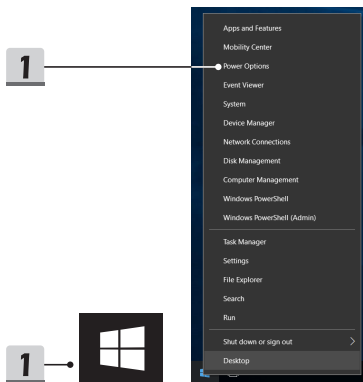 Apps and Features
Mobility Center
1
Power Options
Event Viewer
System
Device Manager
Network Connections
Disk Management
Computer Management
Windows PowerShell
Windows PowerShell (Admin)
Task Manager
Settings
File Explorer
Search
Run
Shut down or sign out
1
Desktop